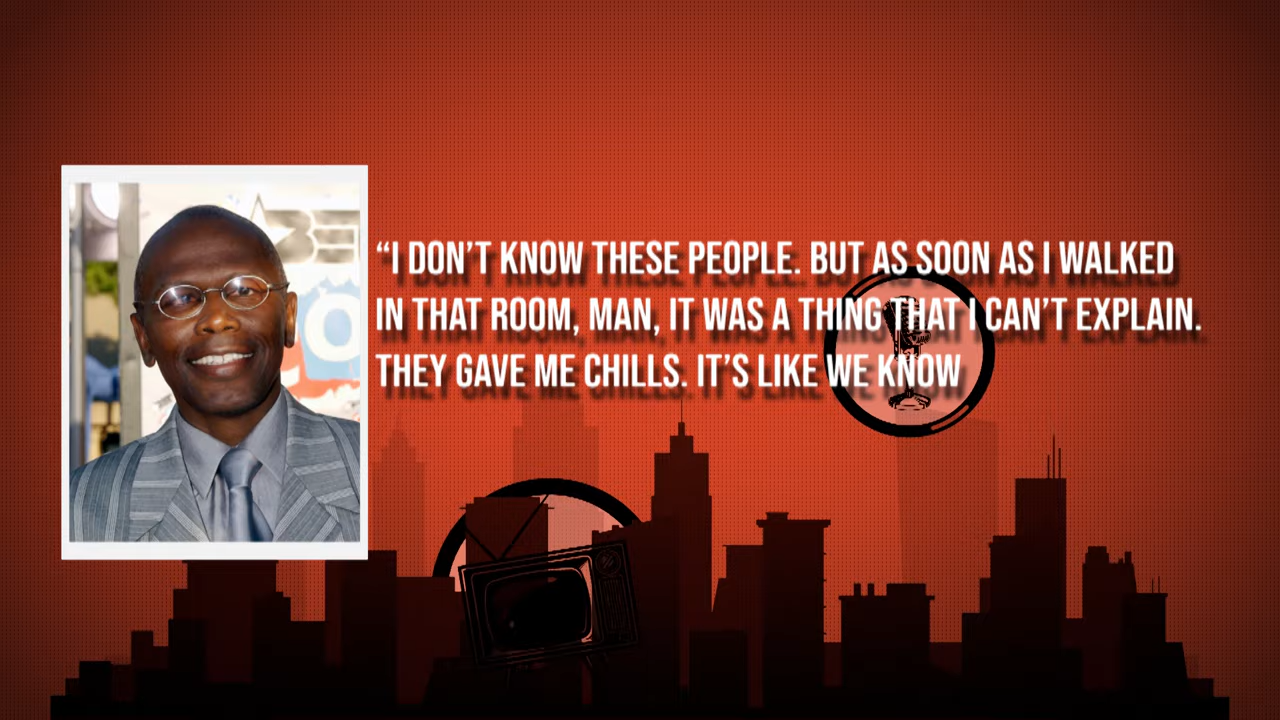 “I DON’T KNOW THESE PEOPLE. BUT AS SOON AS I WALKED
IN THAT ROOM, MAN, IT WAS A THING THAT I CAN’T EXPLAIN.
THEY GAVE ME CHILLS. IT’S LIKE WE KNOW